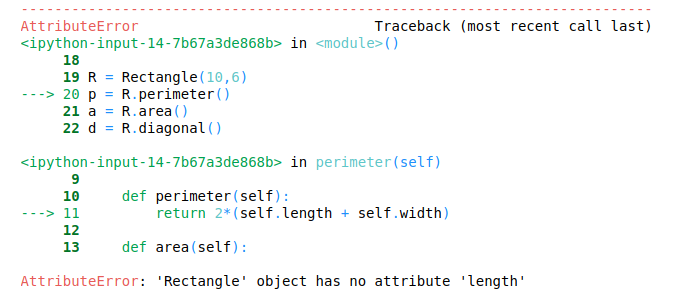 ---------------------------------------------------------------------------
AttributeError                            Traceback (most recent call last)
<ipython-input-14-7b67a3de868b> in <module>()
     18 
     19 R = Rectangle(10,6)
---> 20 p = R.perimeter()
     21 a = R.area()
     22 d = R.diagonal()

<ipython-input-14-7b67a3de868b> in perimeter(self)
      9 
     10     def perimeter(self):
---> 11         return 2*(self.length + self.width)
     12 
     13     def area(self):

AttributeError: 'Rectangle' object has no attribute 'length'